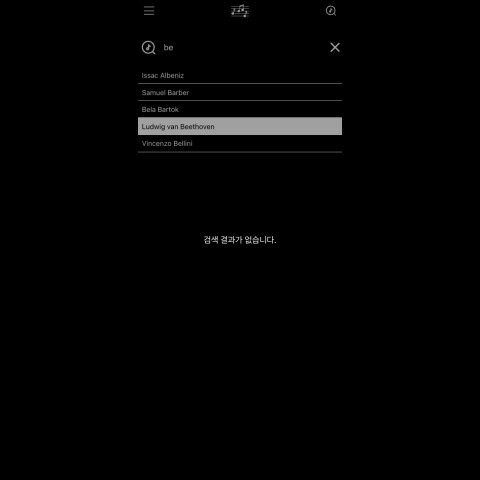 be
Issac Albeniz
Samuel Barber
Bela Bartok
Ludwig van Beethoven
Vincenzo Bellini
검색 결과가 없습니다.